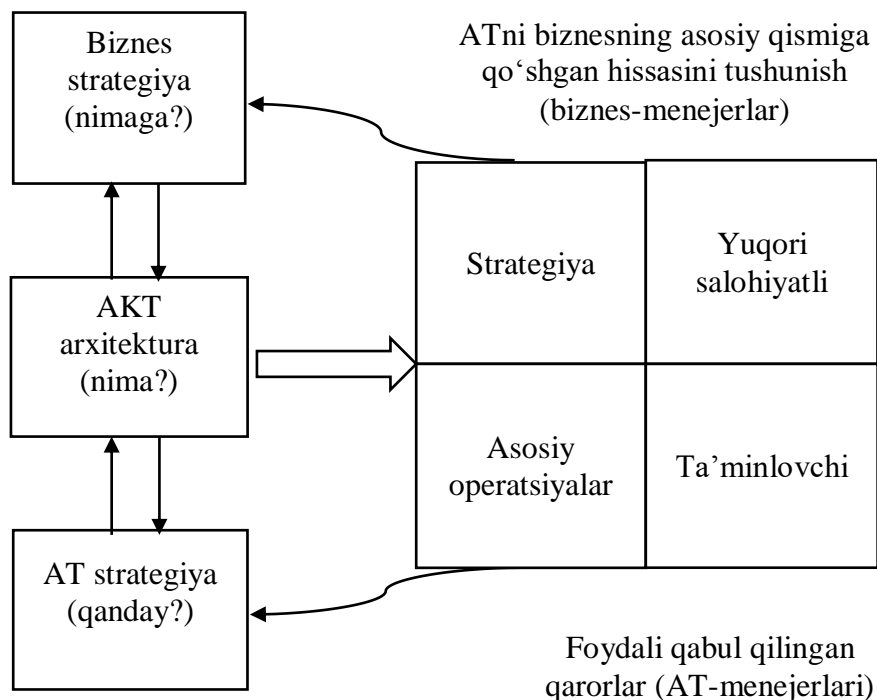 Biznes
strategiya
(nimaga?)
ATni biznesning asosiy qismiga
qo‘shgan hissasini tushunish
(biznes-menejerlar)
AKT
arxitektura
(nima?)
Strategiya
Yuqori
salohiyatli
Asosiy
operatsiyalar
Ta’minlovchi
AT strategiya
(qanday?)
Foydali qabul qilingan
qarorlar (AT-menejerlari)